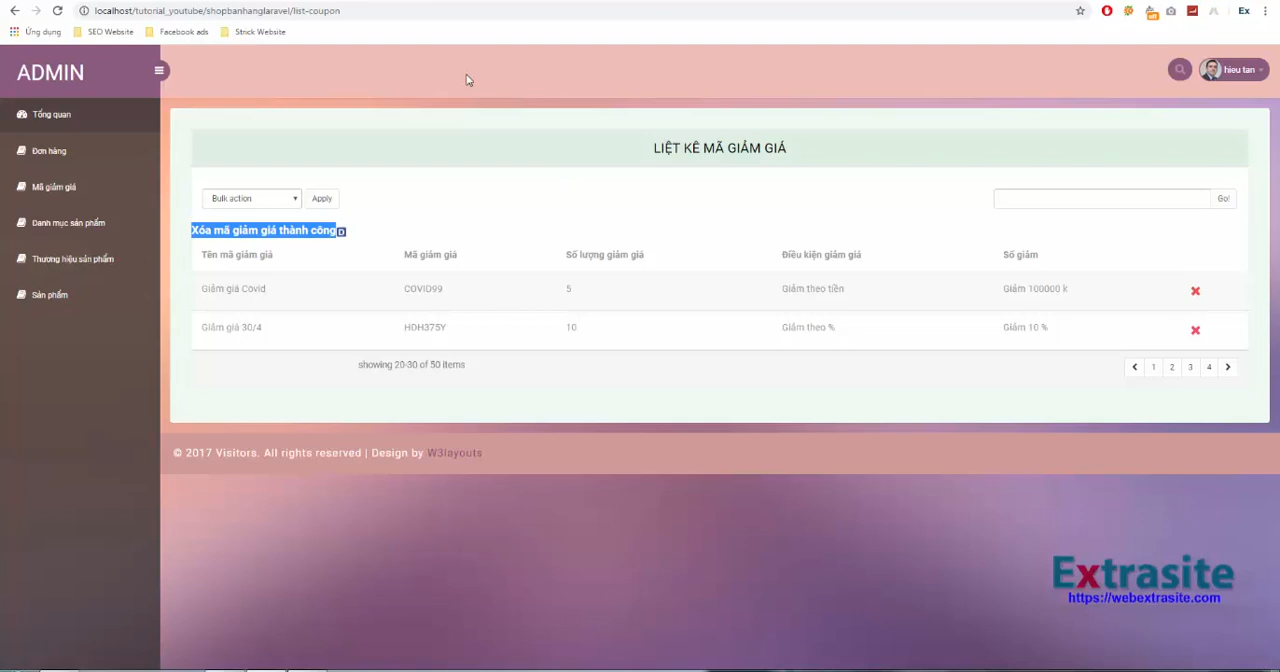 localhost/tutorial_youtube/shopbanhanglaravel/list-coupon
Ex
Ứng dụng SEO Website Facebook ads Stnck Website
off
ADMIN
hieu tan
Tổng quan
Đơn hàng
Mã giảm giá
Danh mục sản phẩm
Thương hiệu sản phẩm
Sản phẩm
LIỆT KÊ MÃ GIẢM GIÁ
Bulk action Apply Go!
Xóa mã giảm giá thành công
Tên mã giảm giá Mã giảm giá Số lượng giảm giá Điều kiện giảm giá Số giảm
Giảm giá Covid COVID99 5 Giảm theo tiền Giảm 100000 k
Giảm giá 30/4 HDH375Y 10 Giảm theo % Giảm 10 %
showing 20-30 of 50 items 1 2 3 4
© 2017 Visitors. All rights reserved | Design by W3layouts
Extrasite
https://webextrasite.com